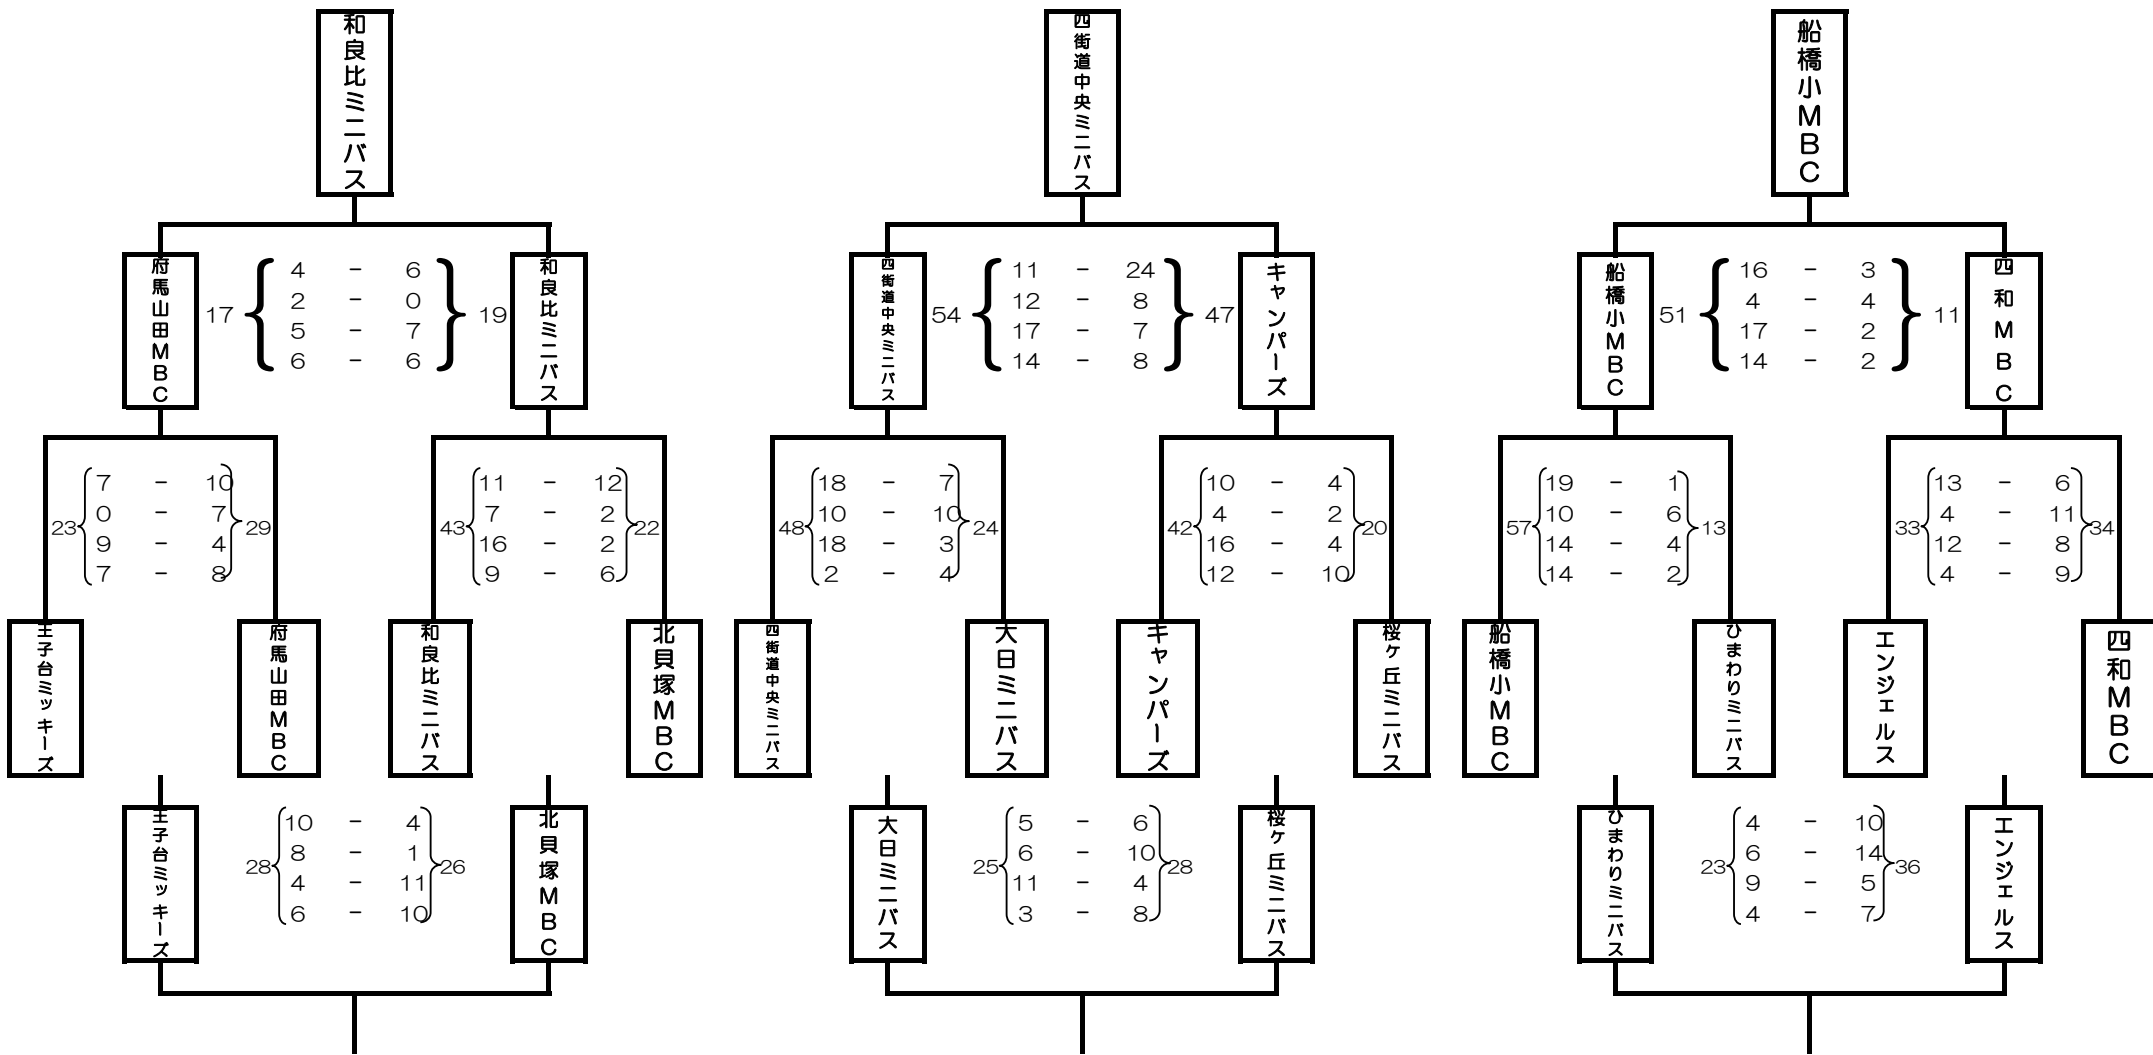 和良比ミニバス
四街道中央ミニバス
船橋小MBC
府馬山田MBC
17
4 - 6
2 - 0
5 - 7
6 - 6
19
和良比ミニバス
四街道中央ミニバス
54
11 - 24
12 - 8
17 - 7
14 - 8
47
キャンパーズ
船橋小MBC
51
16 - 3
4 - 4
17 - 2
14 - 2
11
四和MBC
23
7 - 10
0 - 7
9 - 4
7 - 8
29
43
11 - 12
7 - 2
16 - 2
9 - 6
22
48
18 - 7
10 - 10
18 - 3
2 - 4
24
42
10 - 4
4 - 2
16 - 4
12 - 10
20
57
19 - 1
10 - 6
14 - 4
14 - 2
13
33
13 - 6
4 - 11
12 - 8
4 - 9
34
王子台ミッキーズ
府馬山田MBC
和良比ミニバス
北貝塚MBC
四街道中央ミニバス
大日ミニバス
キャンパーズ
桜ヶ丘ミニバス
船橋小MBC
ひまわりミニバス
エンジェルス
四和MBC
王子台ミッキーズ
28
10 - 4
8 - 1
4 - 11
6 - 10
26
北貝塚MBC
大日ミニバス
25
5 - 6
6 - 10
11 - 4
3 - 8
28
桜ヶ丘ミニバス
ひまわりミニバス
23
4 - 10
6 - 14
9 - 5
4 - 7
36
エンジェルス